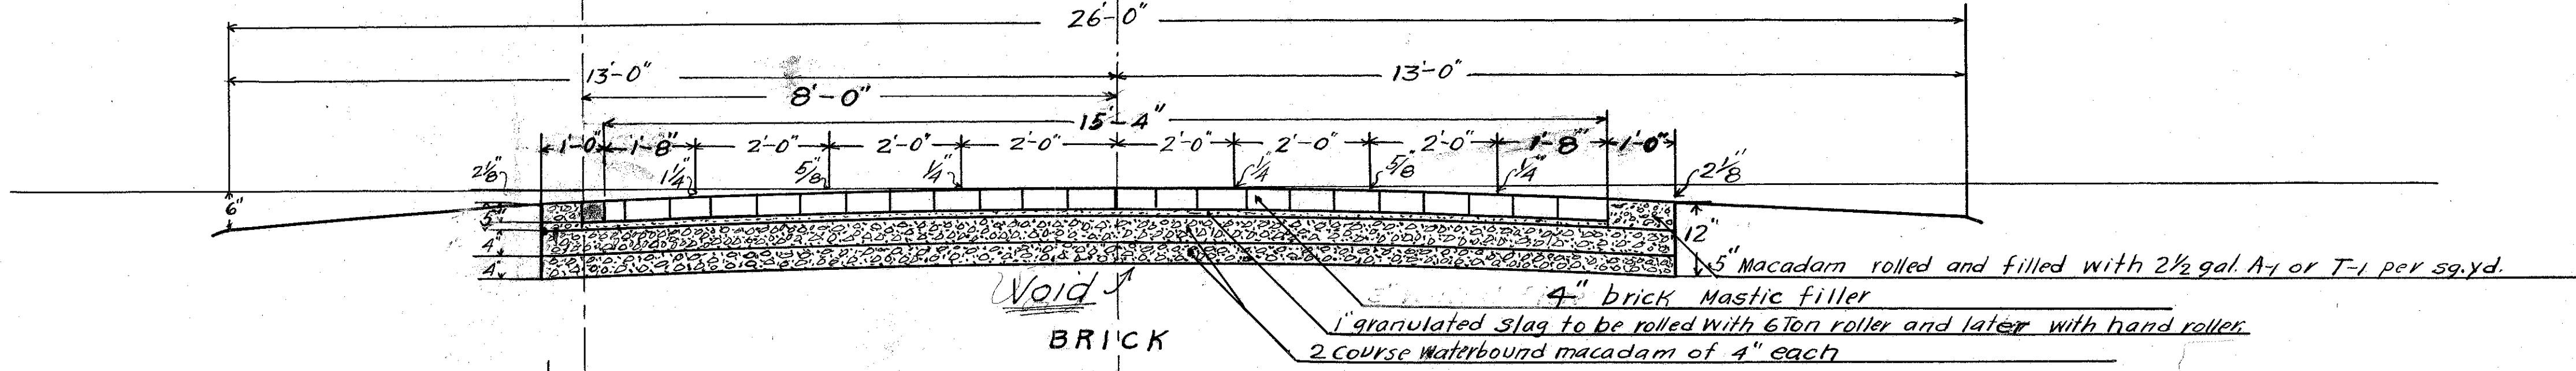 26'-0"
13'-0" 13'-0"
8'-0"
15'-4"
1'-0" 1'-8" 2'-0" 2'-0" 2'-0" 2'-0" 2'-0" 2'-0" 1'-8" 1'-0"
2 1/8" 1 1/4" 5/8" 1/4" 1/4" 5/8" 1/4" 2 1/8"
6"
5"
4"
4"
12"
5" Macadam rolled and filled with 2 1/2 gal. A-1 or T-1 per sq.yd.
Void
4" brick Mastic filler
1" granulated slag to be rolled with 6 Ton roller and later with hand roller.
BRICK
2 course waterbound macadam of 4" each